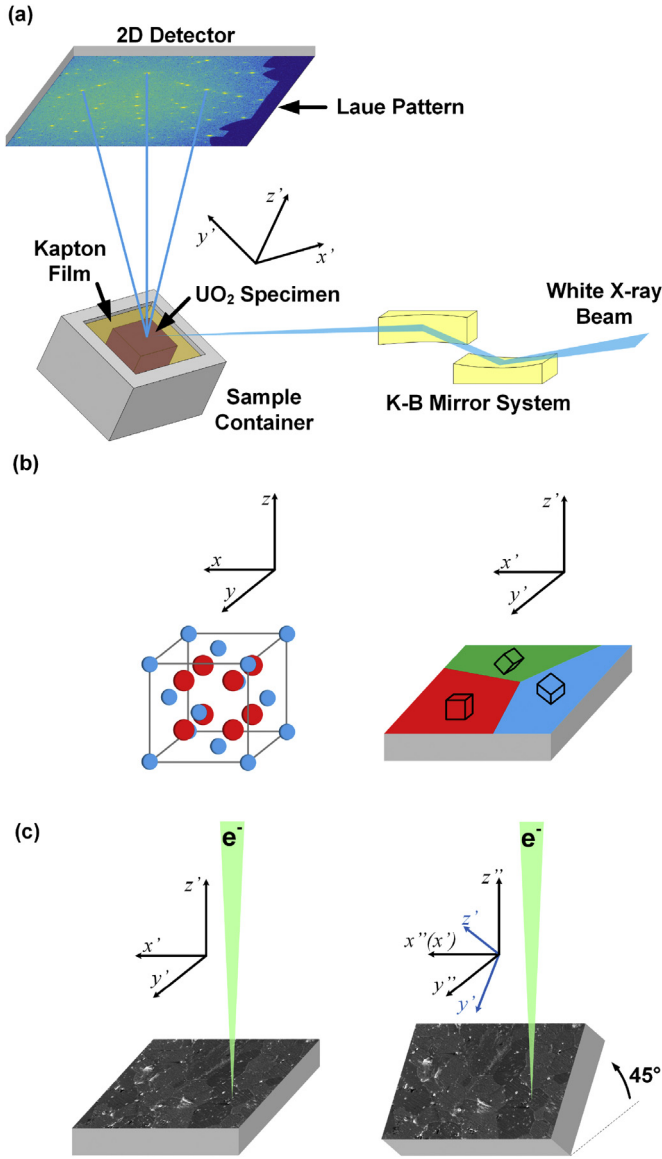 (a)
2D Detector
Laue Pattern
z'
y'
x'
Kapton
Film
UO₂ Specimen
White X-ray
Beam
Sample
Container
K-B Mirror System
(b)
z
x
y
z'
x'
y'
(c)
e⁻
z'
x'
y'
e⁻
z''
z'
x''(x')
y''
y'
45°